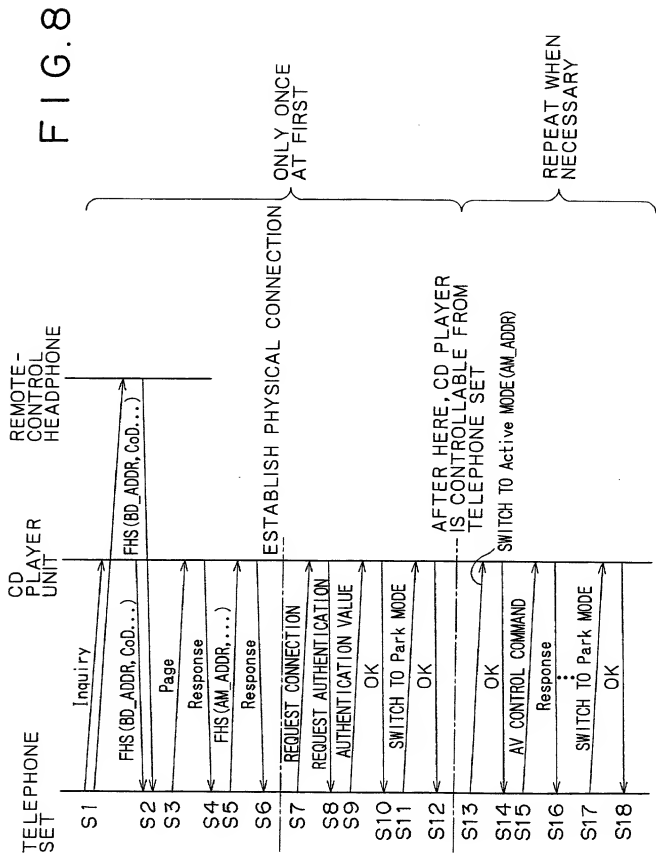 FIG. 8
TELEPHONE
SET
CD
PLAYER
UNIT
REMOTE-
CONTROL
HEADPHONE
S1
Inquiry
FHS(BD_ADDR,CoD...)
FHS(BD_ADDR,CoD...)
S2
S3
Page
S4
Response
S5
FHS(AM_ADDR,...)
S6
Response
ONLY ONCE
AT FIRST
ESTABLISH PHYSICAL CONNECTION
S7
REQUEST CONNECTION
S8
REQUEST AUTHENTICATION
S9
AUTHENTICATION VALUE
S10
OK
S11
SWITCH TO Park MODE
S12
OK
AFTER HERE, CD PLAYER
IS CONTROLLABLE FROM
TELEPHONE SET
S13
SWITCH TO Active MODE(AM_ADDR)
S14
OK
S15
AV CONTROL COMMAND
S16
Response
S17
SWITCH TO Park MODE
S18
OK
REPEAT WHEN
NECESSARY